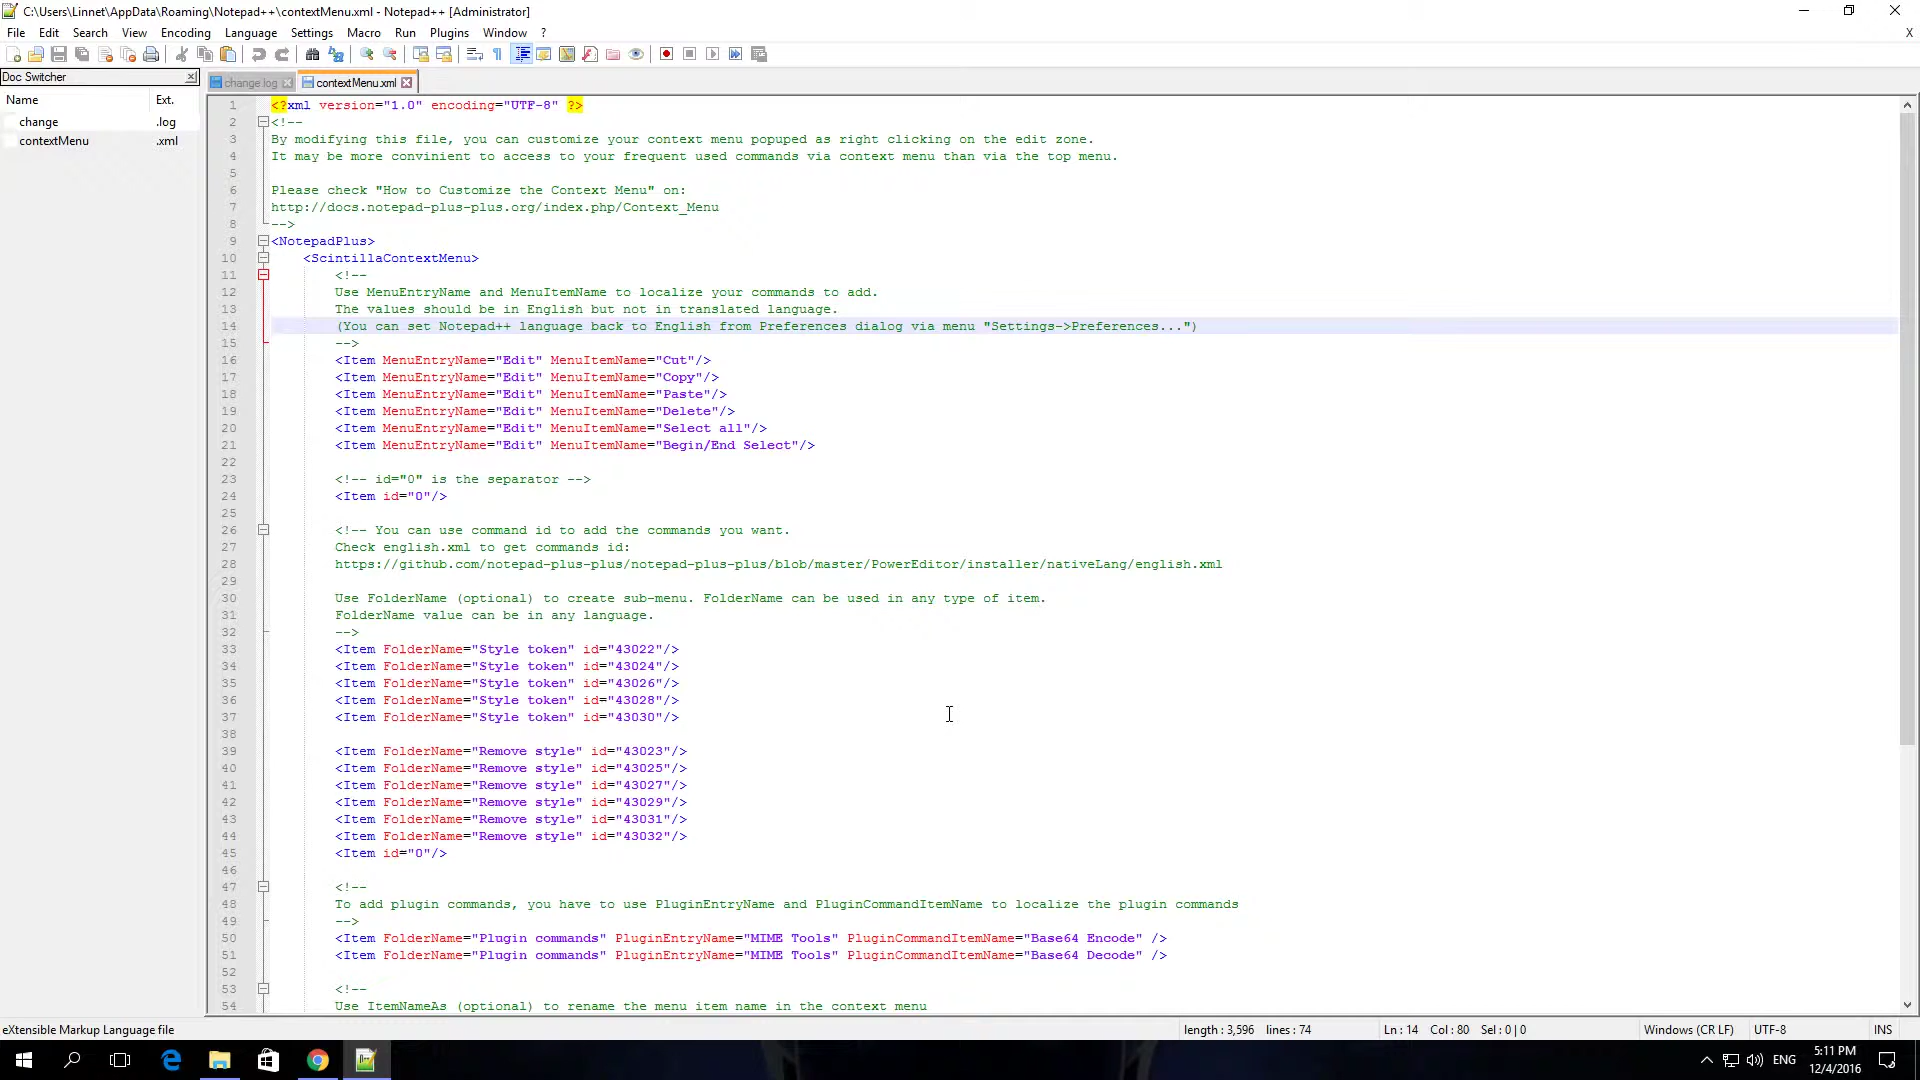 C:\Users\Linnet\AppData\Roaming\Notepad++\contextMenu.xml - Notepad++ [Administrator]
File Edit Search View Encoding Language Settings Macro Run Plugins Window ? X
Doc Switcher
change.log contextMenu.xml
Name Ext.
change .log
contextMenu .xml
1 <?xml version="1.0" encoding="UTF-8" ?>
2 <!--
3 By modifying this file, you can customize your context menu popuped as right clicking on the edit zone.
4 It may be more convinient to access to your frequent used commands via context menu than via the top menu.
5
6 Please check "How to Customize the Context Menu" on:
7 http://docs.notepad-plus-plus.org/index.php/Context_Menu
8 -->
9 <NotepadPlus>
10 <ScintillaContextMenu>
11 <!--
12 Use MenuEntryName and MenuItemName to localize your commands to add.
13 The values should be in English but not in translated language.
14 (You can set Notepad++ language back to English from Preferences dialog via menu "Settings->Preferences...")
15 -->
16 <Item MenuEntryName="Edit" MenuItemName="Cut"/>
17 <Item MenuEntryName="Edit" MenuItemName="Copy"/>
18 <Item MenuEntryName="Edit" MenuItemName="Paste"/>
19 <Item MenuEntryName="Edit" MenuItemName="Delete"/>
20 <Item MenuEntryName="Edit" MenuItemName="Select all"/>
21 <Item MenuEntryName="Edit" MenuItemName="Begin/End Select"/>
22
23 <!-- id="0" is the separator -->
24 <Item id="0"/>
25
26 <!-- You can use command id to add the commands you want.
27 Check english.xml to get commands id:
28 https://github.com/notepad-plus-plus/notepad-plus-plus/blob/master/PowerEditor/installer/nativeLang/english.xml
29
30 Use FolderName (optional) to create sub-menu. FolderName can be used in any type of item.
31 FolderName value can be in any language.
32 -->
33 <Item FolderName="Style token" id="43022"/>
34 <Item FolderName="Style token" id="43024"/>
35 <Item FolderName="Style token" id="43026"/>
36 <Item FolderName="Style token" id="43028"/>
37 <Item FolderName="Style token" id="43030"/>
38
39 <Item FolderName="Remove style" id="43023"/>
40 <Item FolderName="Remove style" id="43025"/>
41 <Item FolderName="Remove style" id="43027"/>
42 <Item FolderName="Remove style" id="43029"/>
43 <Item FolderName="Remove style" id="43031"/>
44 <Item FolderName="Remove style" id="43032"/>
45 <Item id="0"/>
46
47 <!--
48 To add plugin commands, you have to use PluginEntryName and PluginCommandItemName to localize the plugin commands
49 -->
50 <Item FolderName="Plugin commands" PluginEntryName="MIME Tools" PluginCommandItemName="Base64 Encode" />
51 <Item FolderName="Plugin commands" PluginEntryName="MIME Tools" PluginCommandItemName="Base64 Decode" />
52
53 <!--
54 Use ItemNameAs (optional) to rename the menu item name in the context menu
eXtensible Markup Language file length : 3,596 lines : 74 Ln : 14 Col : 80 Sel : 0 | 0 Windows (CR LF) UTF-8 INS
ENG 5:11 PM
12/4/2016